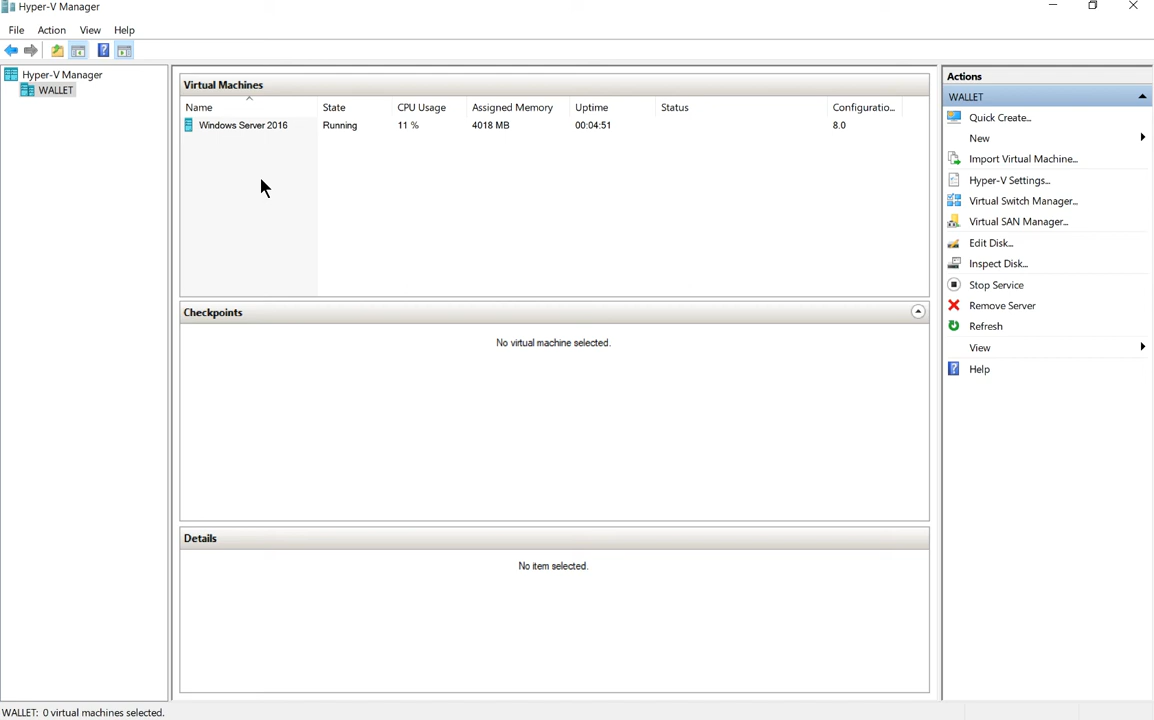 Hyper-V Manager
File Action View Help
Hyper-V Manager
WALLET
Virtual Machines
Name State CPU Usage Assigned Memory Uptime Status Configuratio...
Windows Server 2016 Running 11 % 4018 MB 00:04:51 8.0
Checkpoints
No virtual machine selected.
Details
No item selected.
Actions
WALLET
Quick Create...
New
Import Virtual Machine...
Hyper-V Settings...
Virtual Switch Manager...
Virtual SAN Manager...
Edit Disk...
Inspect Disk...
Stop Service
Remove Server
Refresh
View
Help
WALLET: 0 virtual machines selected.